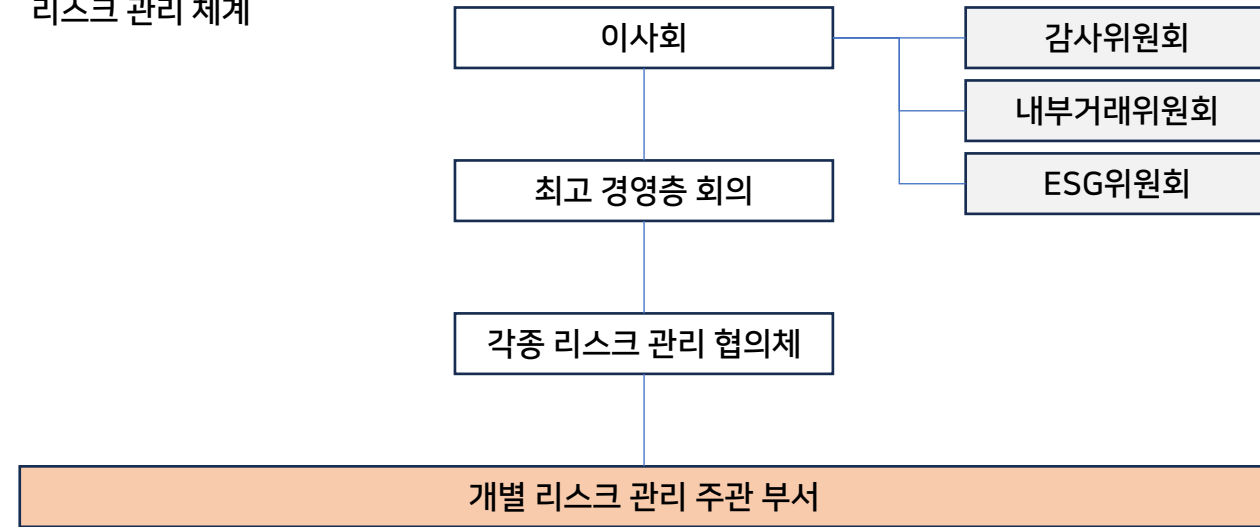 리스크 관리 체계
이사회
감사위원회
내부거래위원회
ESG위원회
최고 경영층 회의
각종 리스크 관리 협의체
개별 리스크 관리 주관 부서